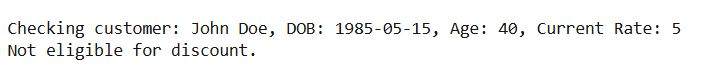 Checking customer: John Doe, DOB: 1985-05-15, Age: 40, Current Rate: 5
Not eligible for discount.